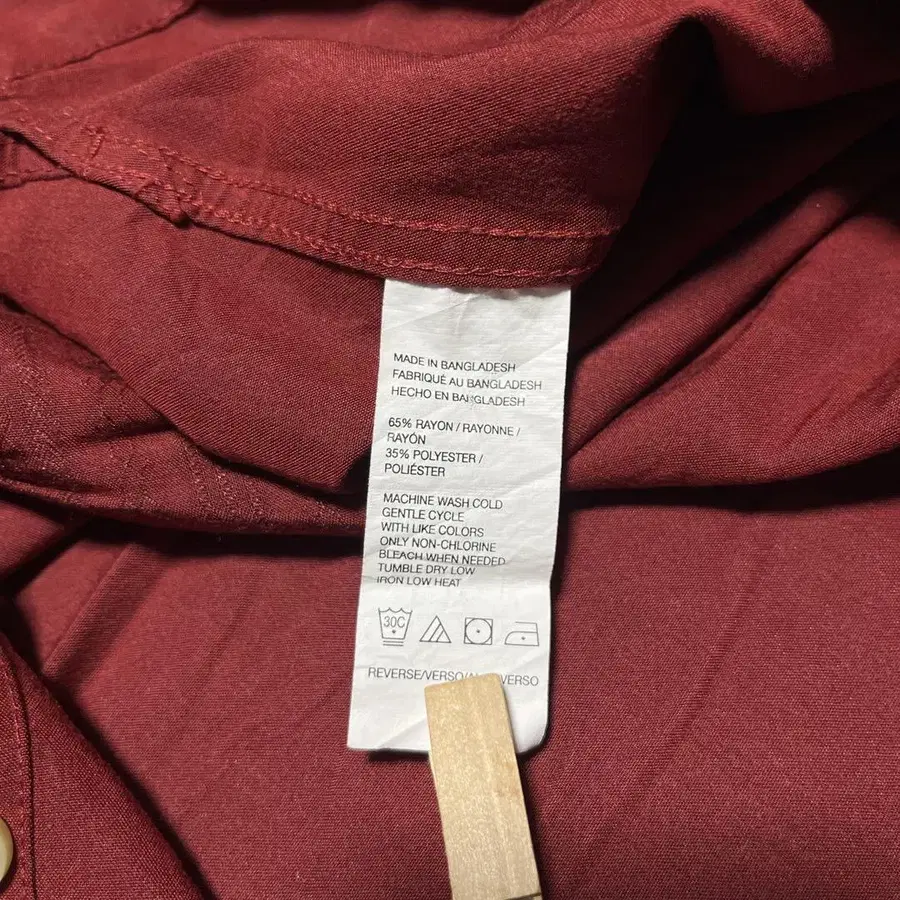 MADE IN BANGLADESH
FABRIQUÉ AU BANGLADESH
HECHO EN BANGLADESH
65% RAYON / RAYONNE /
RAYÓN
35% POLYESTER /
POLIÉSTER
MACHINE WASH COLD
GENTLE CYCLE
WITH LIKE COLORS
ONLY NON-CHLORINE
BLEACH WHEN NEEDED
TUMBLE DRY LOW
IRON LOW HEAT
30C
REVERSE/VERSO/ VERSO